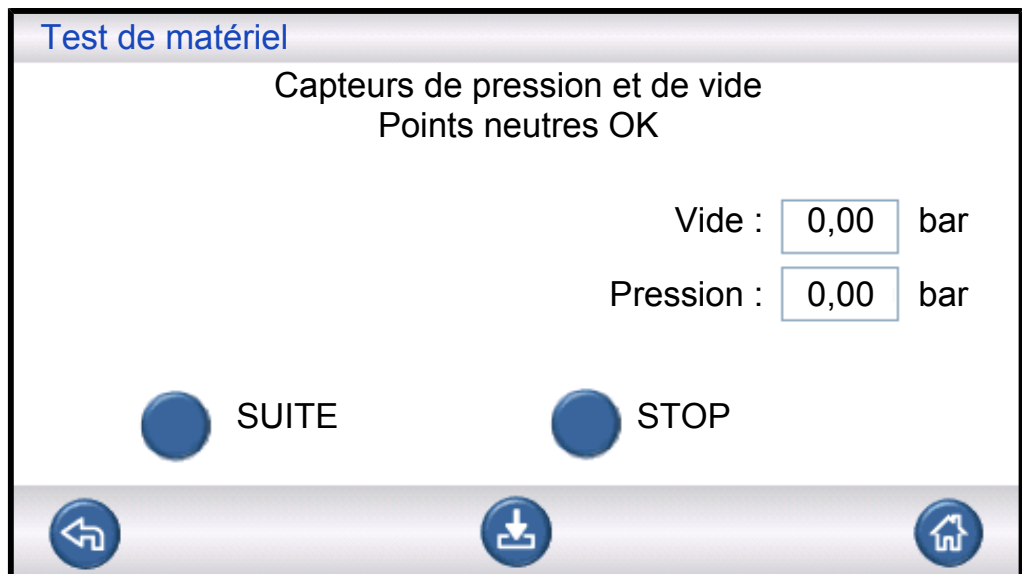 Test de matériel
Capteurs de pression et de vide
Points neutres OK
Vide : 0,00 bar
Pression : 0,00 bar
SUITE STOP